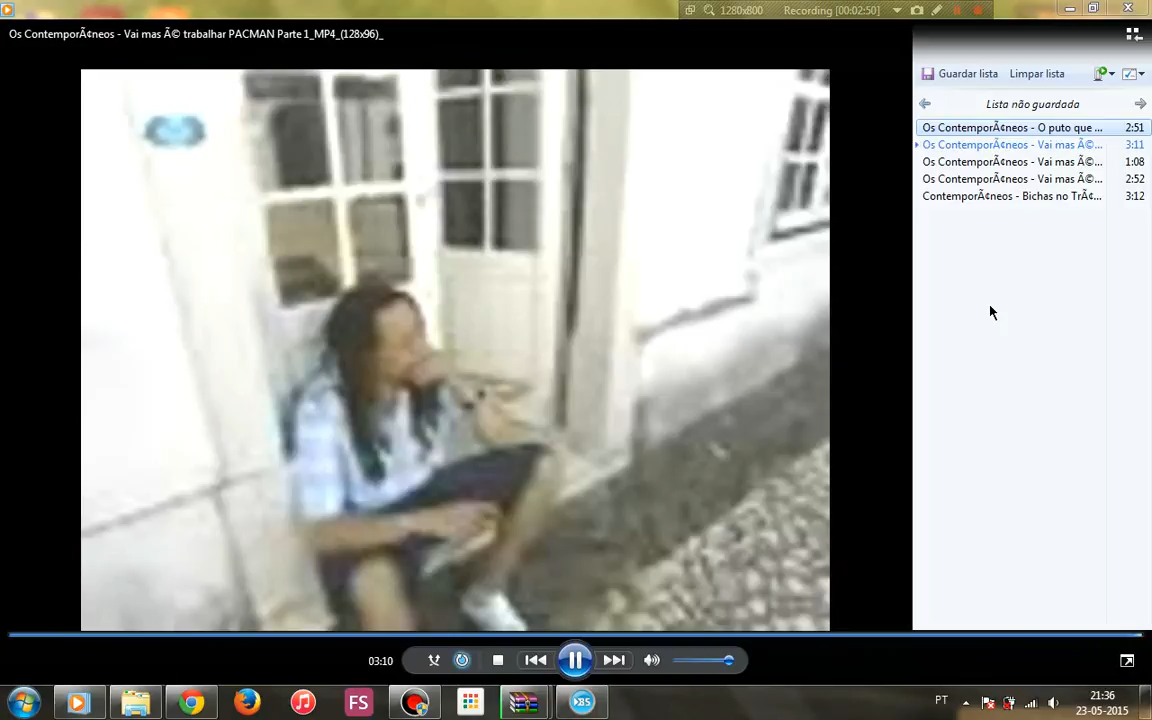 1280x800 Recording [00:02:50]
Os ContemporÃ¢neos - Vai mas Ã© trabalhar PACMAN Parte 1_MP4_(128x96)_
Guardar lista Limpar lista
Lista não guardada
Os ContemporÃ¢neos - O puto que ... 2:51
Os ContemporÃ¢neos - Vai mas Ã©... 3:11
Os ContemporÃ¢neos - Vai mas Ã©... 1:08
Os ContemporÃ¢neos - Vai mas Ã©... 2:52
ContemporÃ¢neos - Bichas no TrÃ¢... 3:12
03:10
FS
BS
PT
21:36
23-05-2015